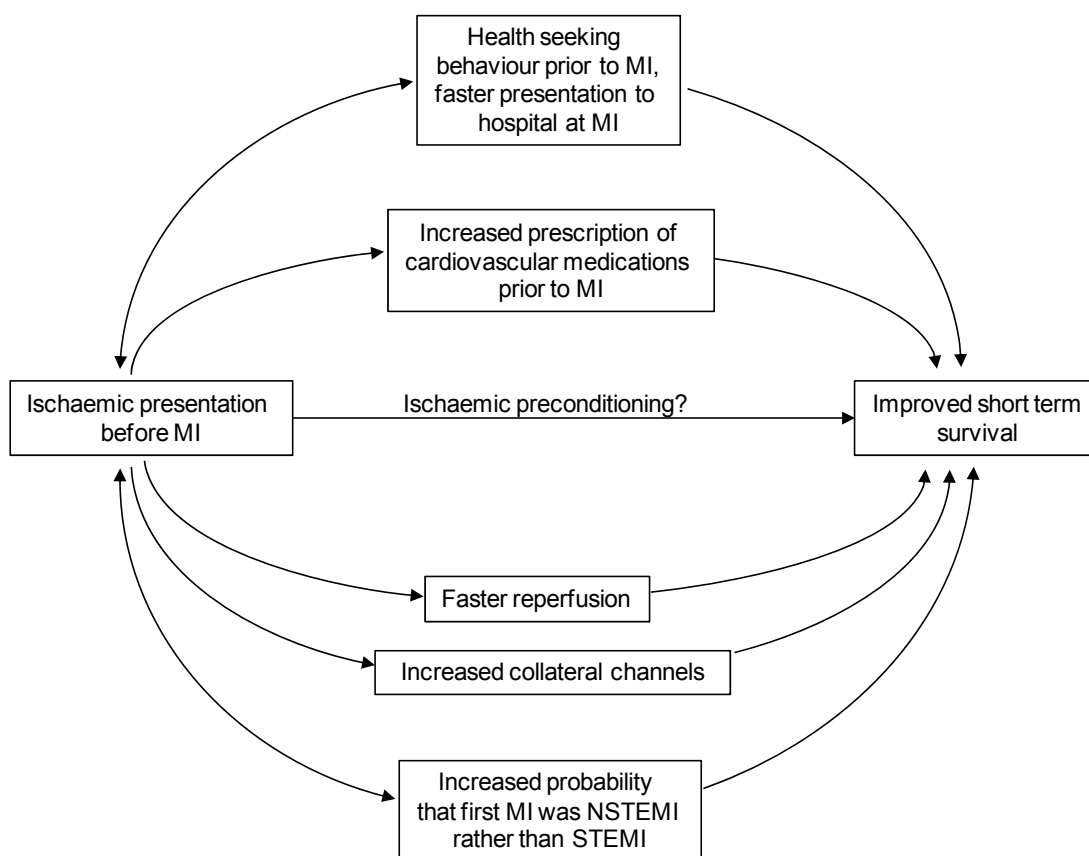 Health seeking
behaviour prior to MI,
faster presentation to
hospital at MI
Increased prescription of
cardiovascular medications
prior to MI
Ischaemic presentation
before MI
Ischaemic preconditioning?
Improved short term
survival
Faster reperfusion
Increased collateral channels
Increased probability
that first MI was NSTEMI
rather than STEMI